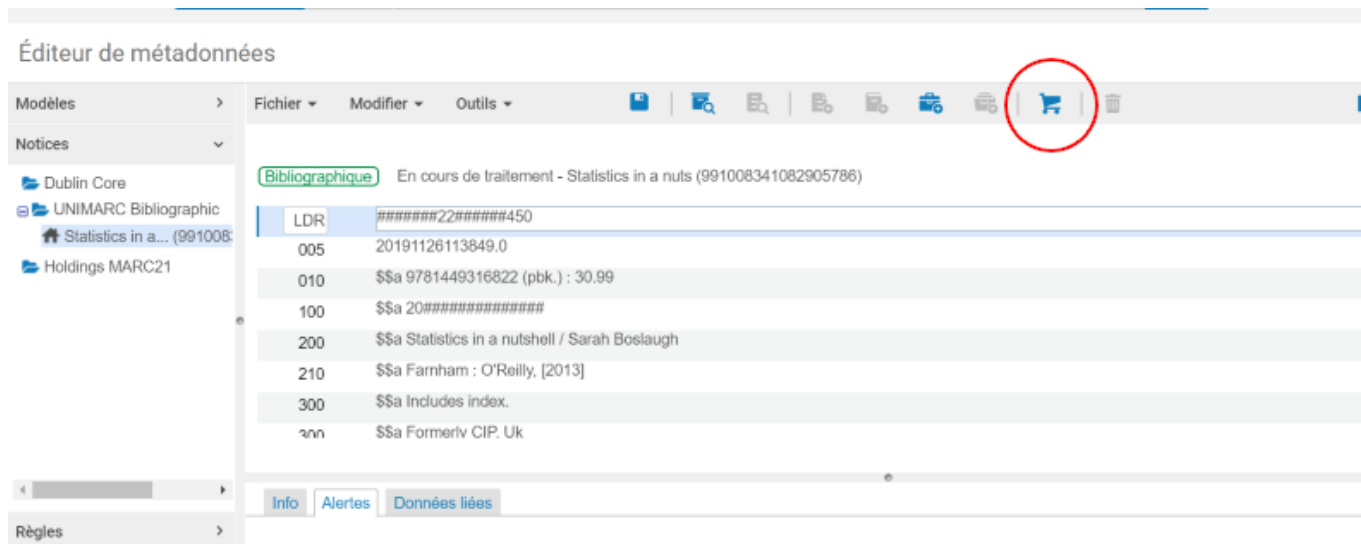 Éditeur de métadonnées
Modèles
Fichier Modifier Outils
Notices
Dublin Core
UNIMARC Bibliographic
Statistics in a... (991008
Holdings MARC21
Règles
Bibliographique En cours de traitement - Statistics in a nuts (991008341082905786)
LDR #######22######450
005 20191126113849.0
010 $$a 9781449316822 (pbk.) : 30.99
100 $$a 20##############
200 $$a Statistics in a nutshell / Sarah Boslaugh
210 $$a Farnham : O'Reilly, [2013]
300 $$a Includes index.
300 $$a Formerly CIP. Uk
Info Alertes Données liées